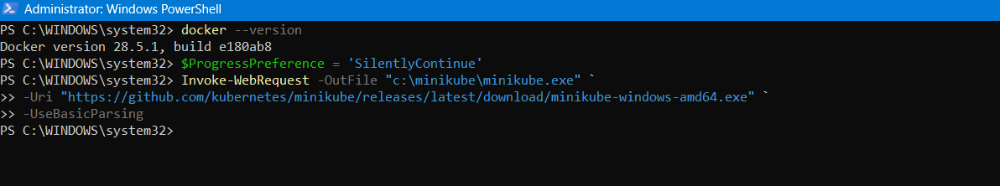 Administrator: Windows PowerShell
PS C:\WINDOWS\system32> docker --version
Docker version 28.5.1, build e180ab8
PS C:\WINDOWS\system32> $ProgressPreference = 'SilentlyContinue'
PS C:\WINDOWS\system32> Invoke-WebRequest -OutFile "c:\minikube\minikube.exe" `
>> -Uri "https://github.com/kubernetes/minikube/releases/latest/download/minikube-windows-amd64.exe" `
>> -UseBasicParsing
PS C:\WINDOWS\system32>